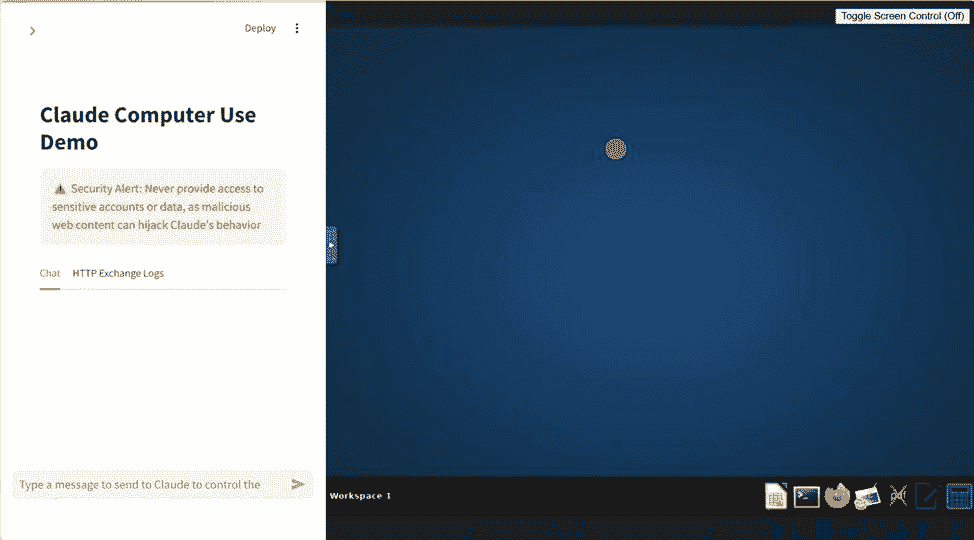 Deploy
Toggle Screen Control (Off)
Claude Computer Use
Demo
Security Alert: Never provide access to
sensitive accounts or data, as malicious
web content can hijack Claude's behavior
Chat HTTP Exchange Logs
Type a message to send to Claude to control the
Workspace 1
pdf